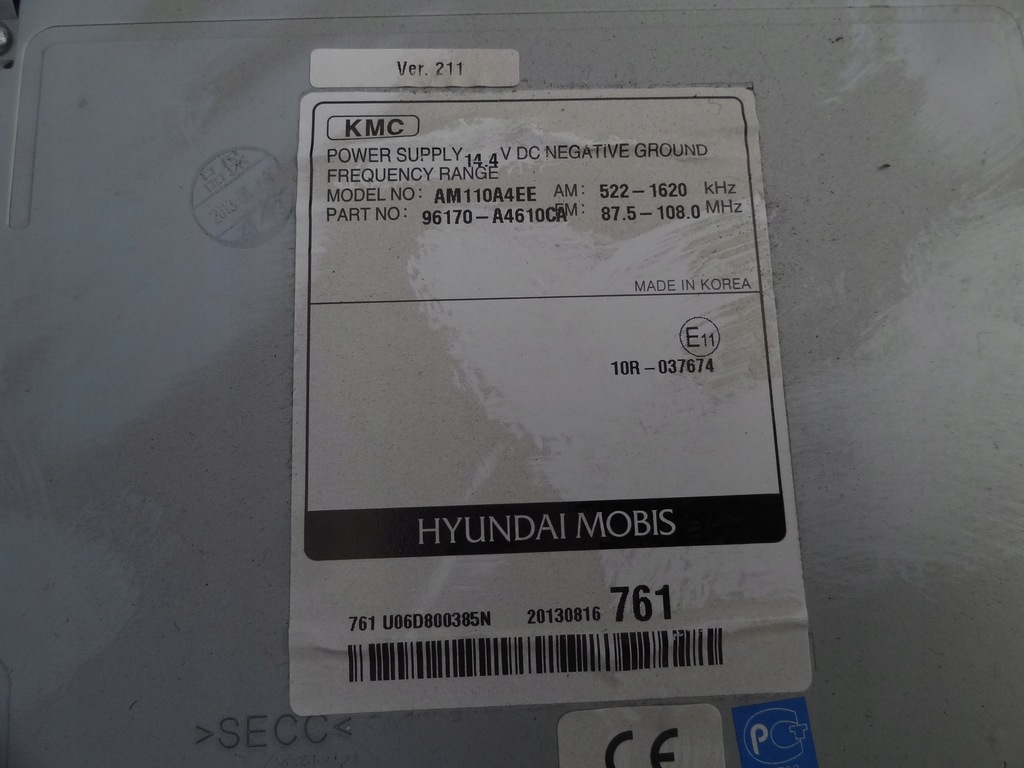 Ver. 211
KMC
POWER SUPPLY 14.4 V DC NEGATIVE GROUND
FREQUENCY RANGE
MODEL NO: AM110A4EE AM: 522-1620 kHz
PART NO: 96170-A4610CA FM: 87.5-108.0 MHz
MADE IN KOREA
E11
10R-037674
HYUNDAI MOBIS
761 U06D800385N 20130816 761
>SECC<
CE